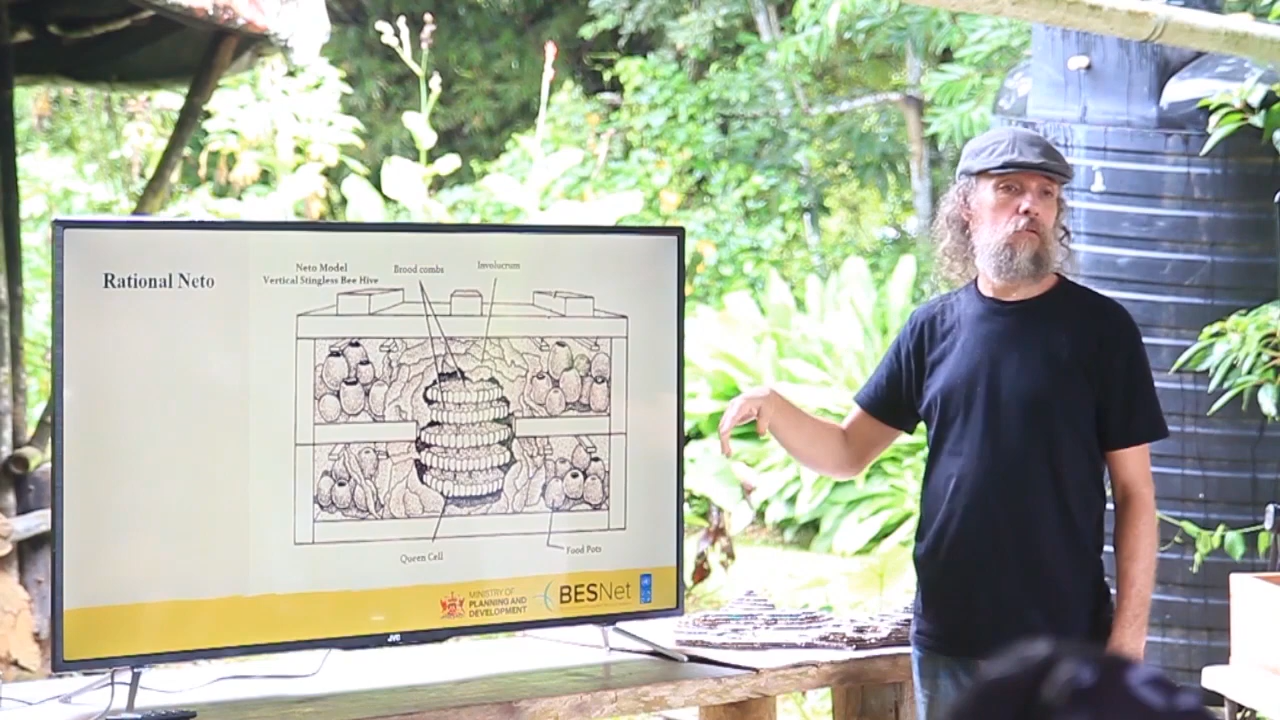 Rational Neto
Neto Model
Vertical Stingless Bee Hive
Brood combs
Involucrum
Queen Cell
Food Pots
MINISTRY OF
PLANNING AND
DEVELOPMENT
BESNet
JVC